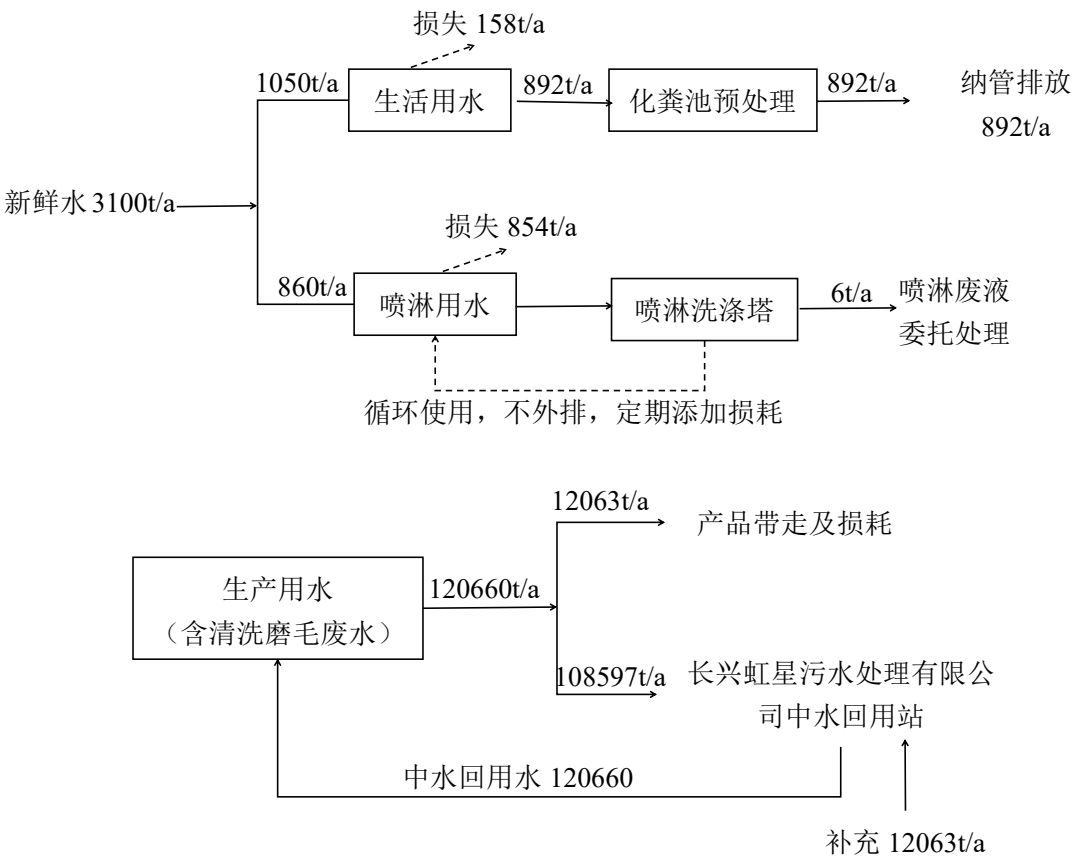 损失 158t/a
1050t/a
生活用水
892t/a
化粪池预处理
892t/a
纳管排放
892t/a
新鲜水 3100t/a
损失 854t/a
860t/a
喷淋用水
喷淋洗涤塔
6t/a
喷淋废液
委托处理
循环使用，不外排，定期添加损耗
12063t/a
产品带走及损耗
生产用水
（含清洗磨毛废水）
120660t/a
108597t/a
长兴虹星污水处理有限公
司中水回用站
中水回用水 120660
补充 12063t/a